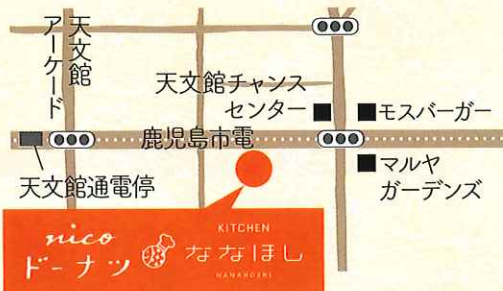 天文館
アーケード
天文館チャンス
センター
モスバーガー
鹿児島市電
天文館通電停
マルヤ
ガーデンズ
nico
ドーナツ
KITCHEN
ななほし
NANAHOSHI